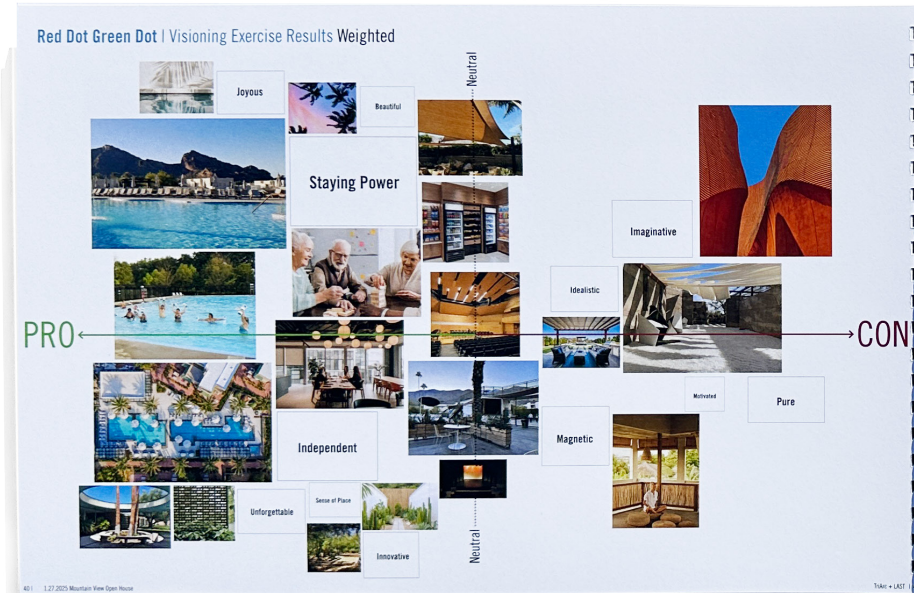 Red Dot Green Dot | Visioning Exercise Results Weighted
Neutral
Joyous
Beautiful
Staying Power
Imaginative
Idealistic
PRO
CON
Motivated
Pure
Magnetic
Independent
Sense of Place
Unforgettable
Innovative
Neutral
40 | 1.27.2025 Mountain View Open House
TriArc + LAST |